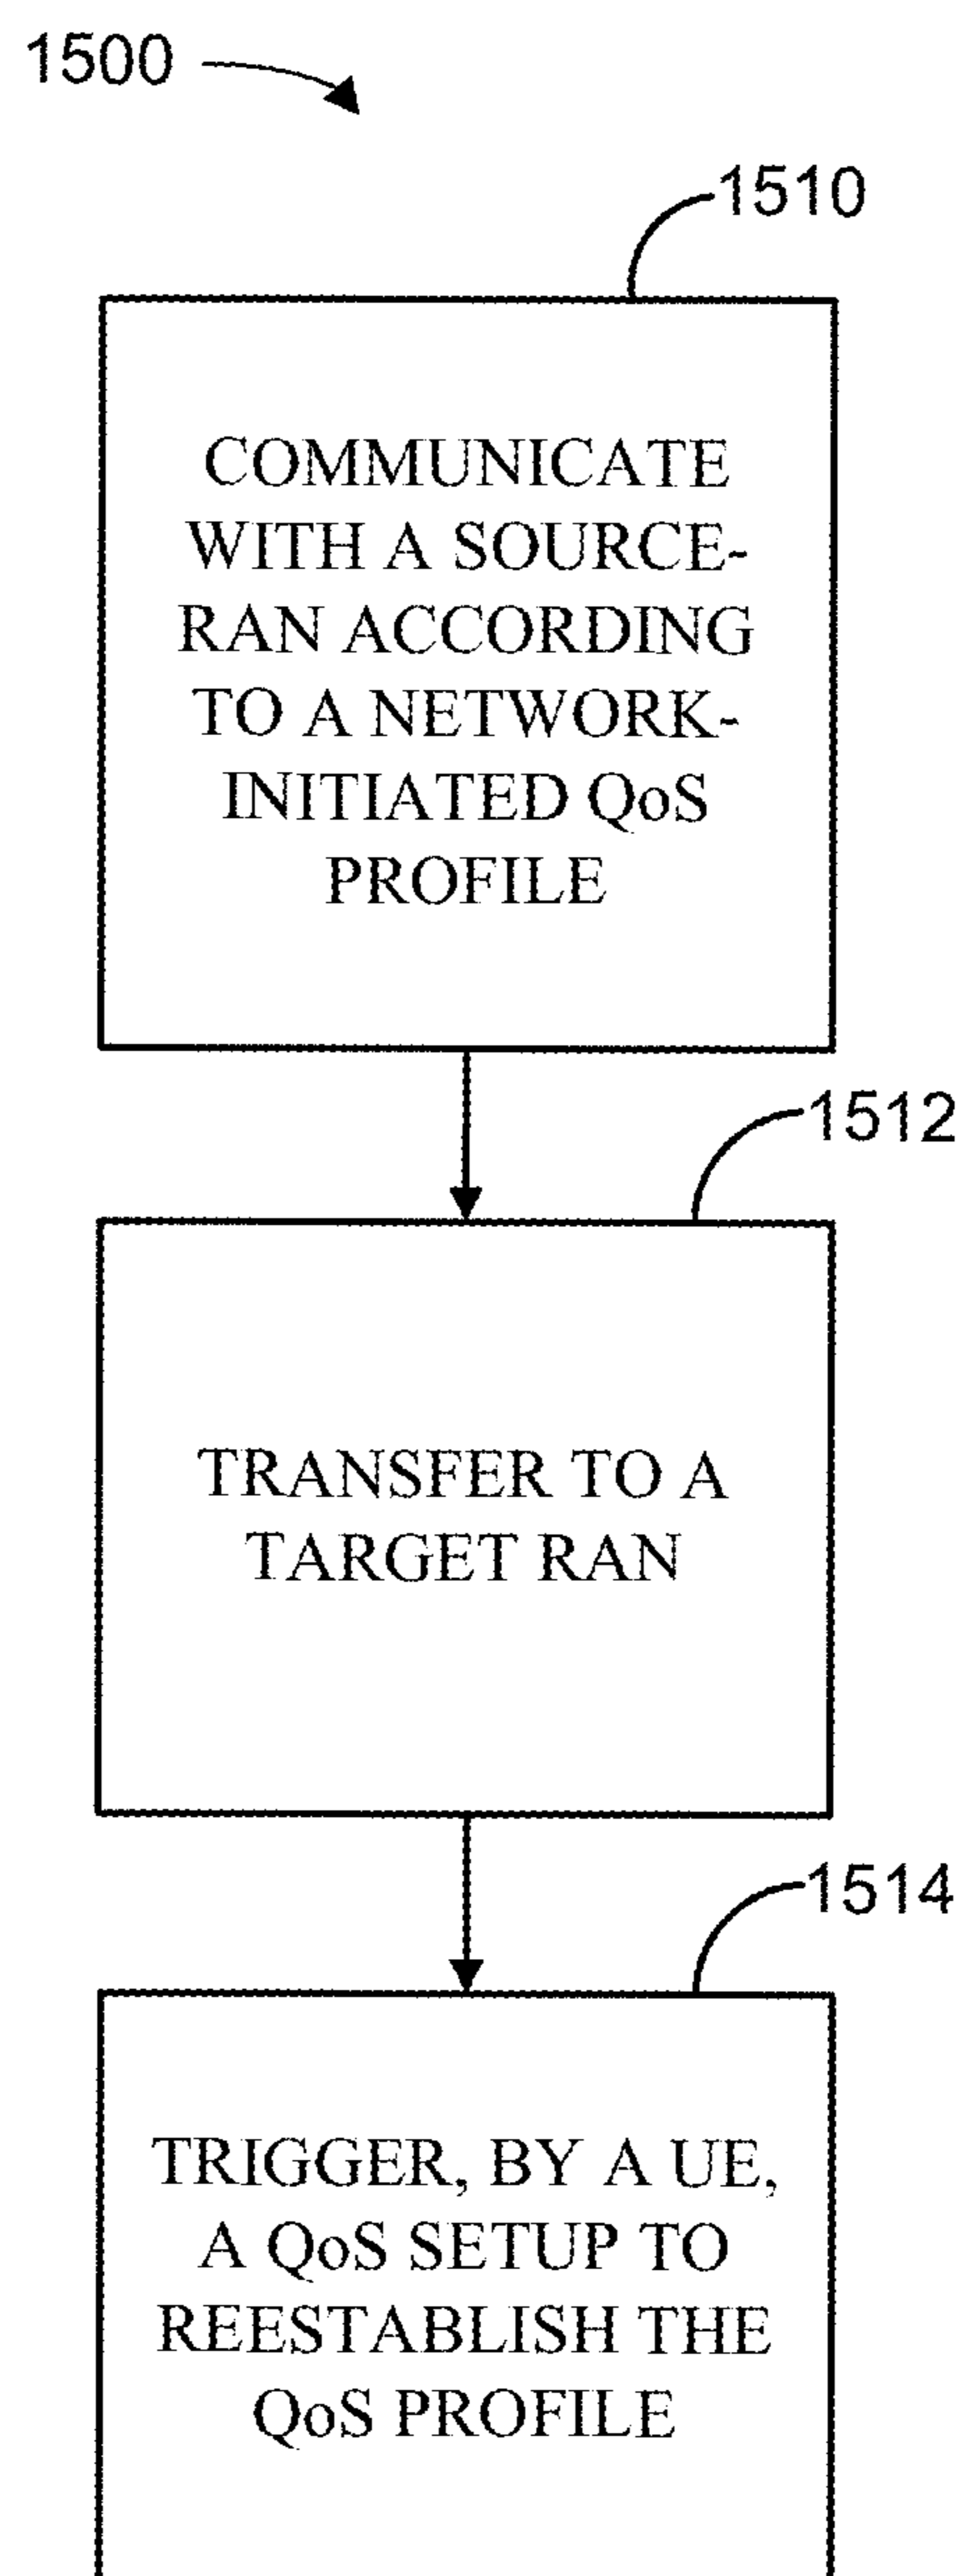 1500
1510
COMMUNICATE
WITH A SOURCE-
RAN ACCORDING
TO A NETWORK-
INITIATED QoS
PROFILE
1512
TRANSFER TO A
TARGET RAN
1514
TRIGGER, BY A UE,
A QoS SETUP TO
REESTABLISH THE
QoS PROFILE